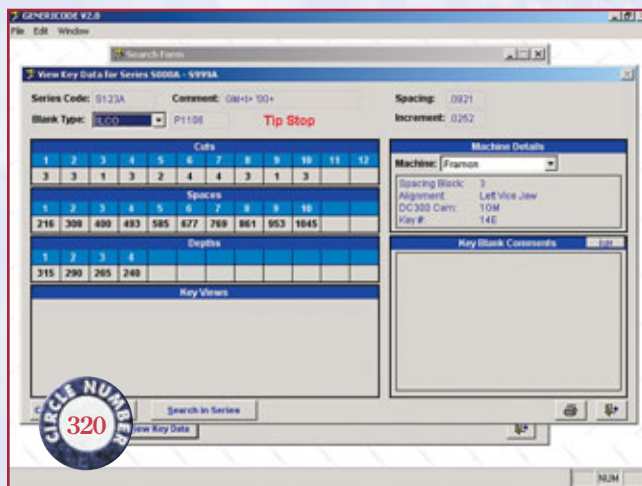 GENERICODE V2.0
File Edit Window
Search Form
View Key Data for Series S000A - S999A
Series Code: S123A Comment: Spacing: .0921
Blank Type: ILCO P1106 Tip Stop Increment: .0252
Cuts
1 2 3 4 5 6 7 8 9 10 11 12
3 3 1 3 2 4 4 3 1 3
Spaces
1 2 3 4 5 6 7 8 9 10
216 308 400 493 585 677 769 861 953 1045
Depths
1 2 3 4
315 290 265 240
Key Views
Machine Details
Machine: Framon
Spacing Block: 3
Alignment Left Vice Jaw
DC300 Cam: 10M
Key #: 14E
Key Blank Comments Edit
Search in Series
View Key Data
CIRCLE NUMBER
320
NUM